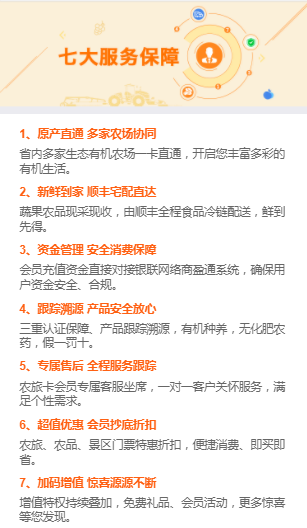 七大服务保障
1、原产直通 多家农场协同
省内多家生态有机农场一卡直通，开启您丰富多彩的
有机生活。
2、新鲜到家 顺丰宅配直达
蔬果农品现采现收，由顺丰全程食品冷链配送，鲜到
先得。
3、资金管理 安全消费保障
会员充值资金直接对接银联网络商盈通系统，确保用
户资金安全、合规。
4、跟踪溯源 产品安全放心
三重认证保障、产品跟踪溯源，有机种养，无化肥农
药，假一罚十。
5、专属售后 全程服务跟踪
农旅卡会员专属客服坐席，一对一客户关怀服务，满
足个性需求。
6、超值优惠 会员抄底折扣
农旅、农品、景区门票特惠折扣，便捷消费、即买即
省。
7、加码增值 惊喜源源不断
增值特权持续叠加，免费礼品、会员活动，更多惊喜
等您发现。